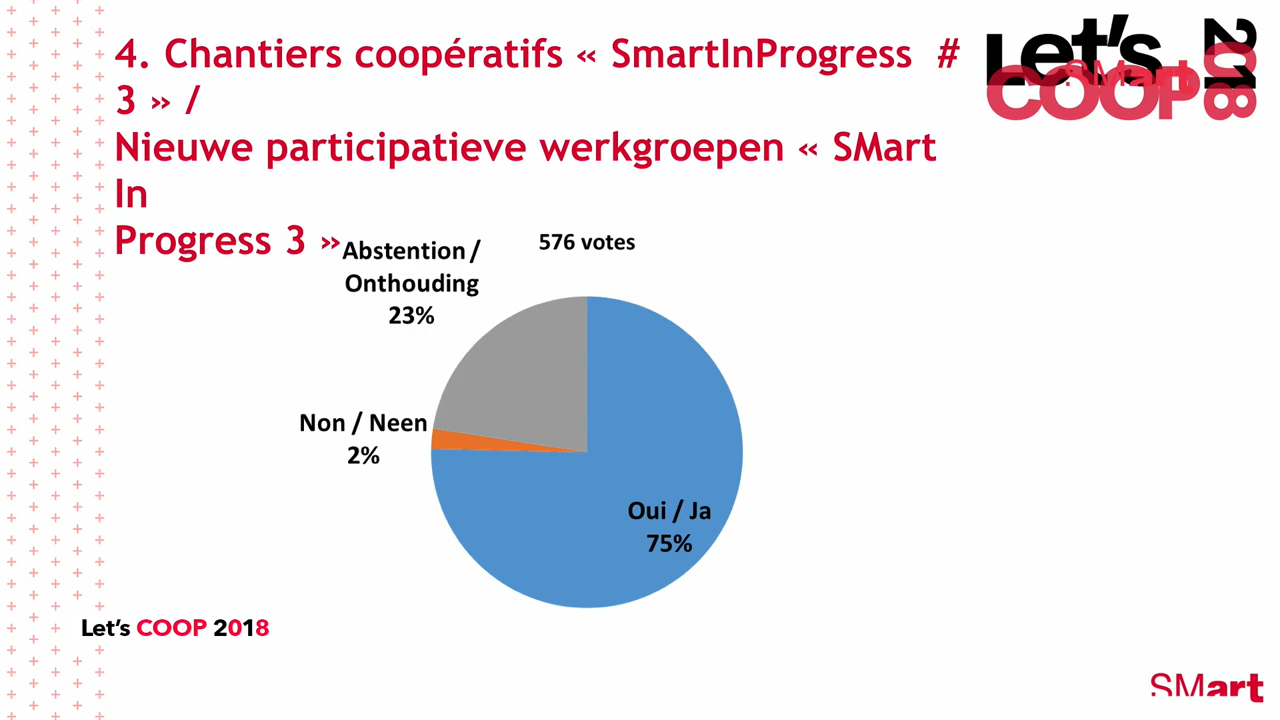 4. Chantiers coopératifs « SmartInProgress #
3 » /
Nieuwe participatieve werkgroepen « SMart
In
Progress 3 »
Let's
COOP
2018
SMart
576 votes
Abstention /
Onthouding
23%
Non / Neen
2%
Oui / Ja
75%
Let's COOP 2018
SMart